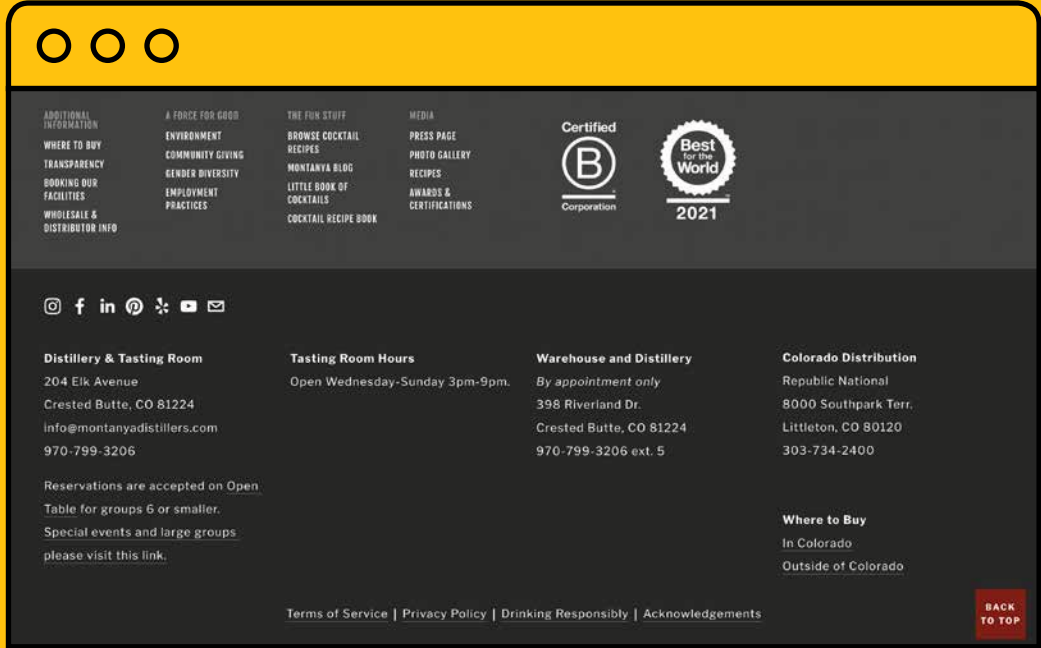 ADDITIONAL
INFORMATION
WHERE TO BUY
TRANSPARENCY
BOOKING OUR
FACILITIES
WHOLESALE &
DISTRIBUTOR INFO
A FORCE FOR GOOD
ENVIRONMENT
COMMUNITY GIVING
GENDER DIVERSITY
EMPLOYMENT
PRACTICES
THE FUN STUFF
BROWSE COCKTAIL
RECIPES
MONTANYA BLOG
LITTLE BOOK OF
COCKTAILS
COCKTAIL RECIPE BOOK
MEDIA
PRESS PAGE
PHOTO GALLERY
RECIPES
AWARDS &
CERTIFICATIONS
Certified
B
Corporation
Best
for the
World
2021
Distillery & Tasting Room
204 Elk Avenue
Crested Butte, CO 81224
info@montanyadistillers.com
970-799-3206
Reservations are accepted on Open
Table for groups 6 or smaller.
Special events and large groups
please visit this link.
Tasting Room Hours
Open Wednesday-Sunday 3pm-9pm.
Warehouse and Distillery
By appointment only
398 Riverland Dr.
Crested Butte, CO 81224
970-799-3206 ext. 5
Colorado Distribution
Republic National
8000 Southpark Terr.
Littleton, CO 80120
303-734-2400
Where to Buy
In Colorado
Outside of Colorado
Terms of Service | Privacy Policy | Drinking Responsibly | Acknowledgements
BACK
TO TOP